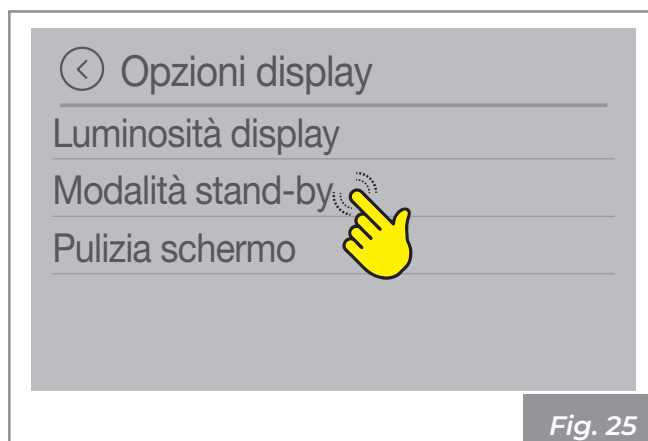 Opzioni display
Luminosità display
Modalità stand-by
Pulizia schermo
Fig. 25